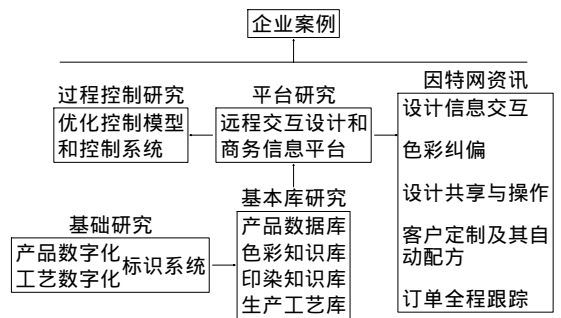 企业案例
过程控制研究
优化控制模型
和控制系统
平台研究
远程交互设计和
商务信息平台
因特网资讯
设计信息交互
色彩纠偏
设计共享与操作
客户定制及其自
动配方
订单全程跟踪
基础研究
产品数字化
工艺数字化
标识系统
基本库研究
产品数据库
色彩知识库
印染知识库
生产工艺库